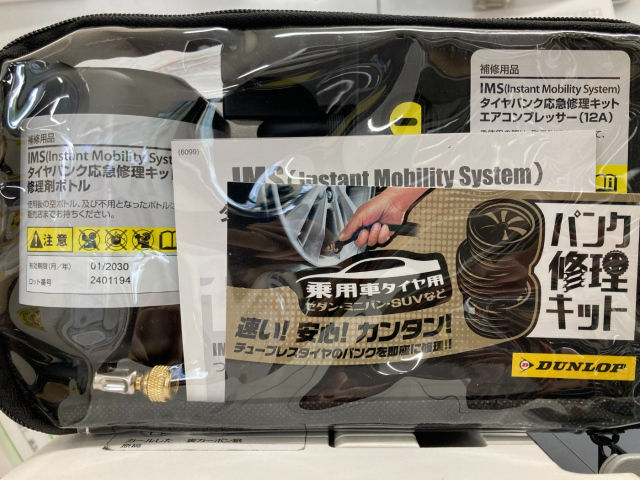 補修用品
IMS(Instant Mobility Syst
タイヤパンク応急修理キッ
修理剤ボトル
使用後の空ボトル、及び不用となったボトルは
販売店までお持ちください。
注意
有効期限(月/年) 01/2030
ロット番号 2401194
補修用品
IMS(Instant Mobility System)
タイヤパンク応急修理キット
エアコンプレッサー(12A)
(6099)
IMS(Instant Mobility System)
乗用車タイヤ用
セダン・ミニバン・SUVなど
速い! 安心! カンタン!
チューブレスタイヤのパンクを即座に修理!!
パンク
修理
キット
DUNLOP